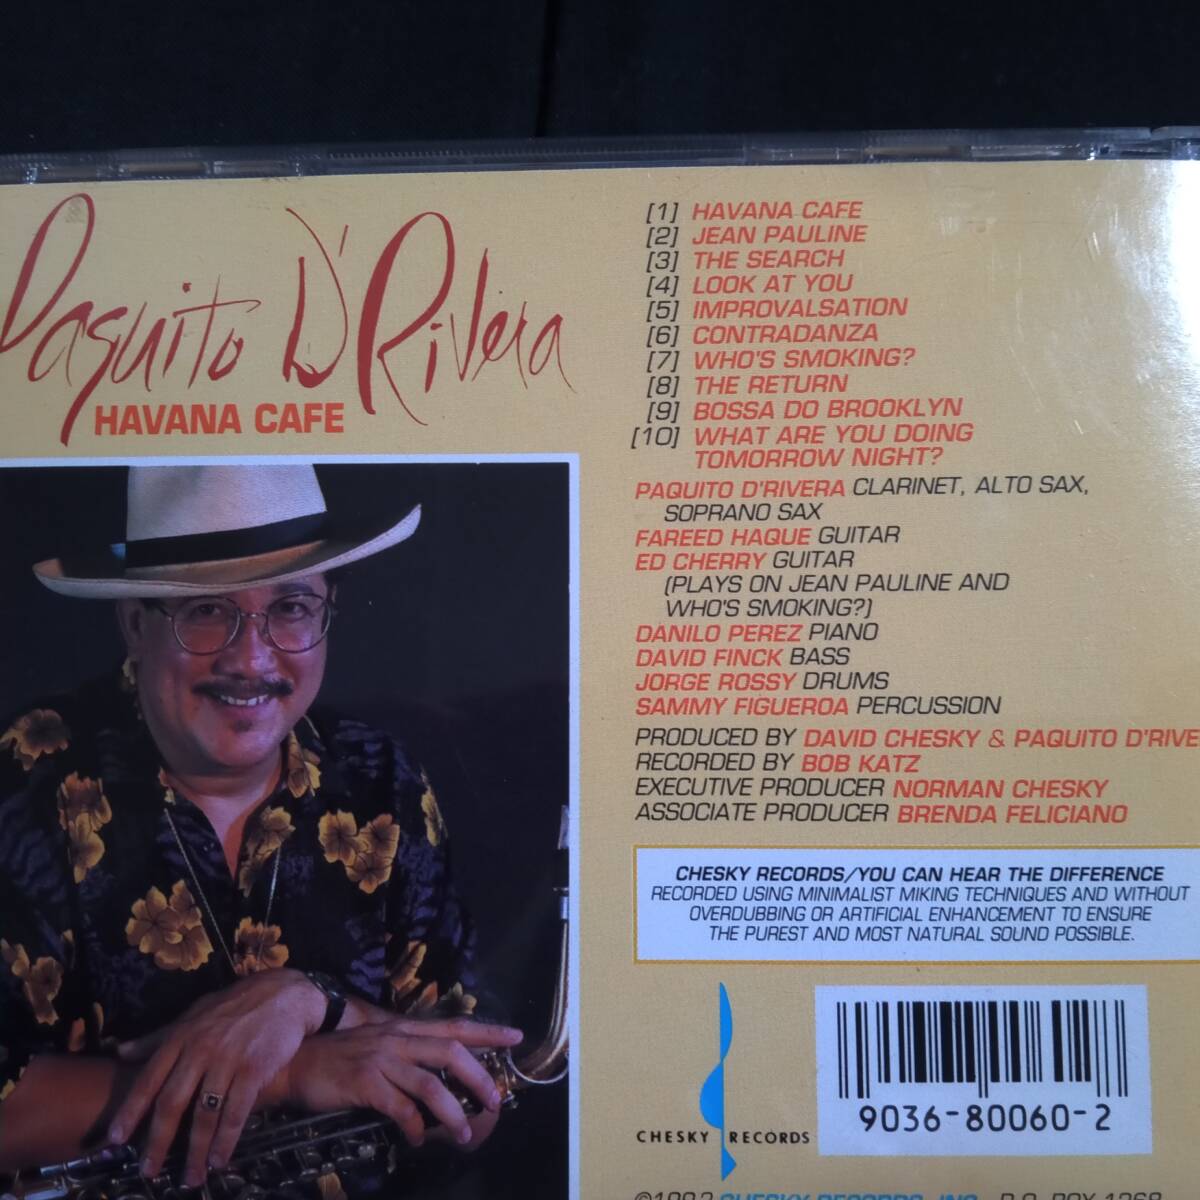 Paquito D'Rivera
HAVANA CAFE
[1] HAVANA CAFE
[2] JEAN PAULINE
[3] THE SEARCH
[4] LOOK AT YOU
[5] IMPROVALSATION
[6] CONTRADANZA
[7] WHO'S SMOKING?
[8] THE RETURN
[9] BOSSA DO BROOKLYN
[10] WHAT ARE YOU DOING
TOMORROW NIGHT?
PAQUITO D'RIVERA CLARINET, ALTO SAX,
SOPRANO SAX
FAREED HAQUE GUITAR
ED CHERRY GUITAR
(PLAYS ON JEAN PAULINE AND
WHO'S SMOKING?)
DANILO PEREZ PIANO
DAVID FINCK BASS
JORGE ROSSY DRUMS
SAMMY FIGUEROA PERCUSSION
PRODUCED BY DAVID CHESKY & PAQUITO D'RIVE
RECORDED BY BOB KATZ
EXECUTIVE PRODUCER NORMAN CHESKY
ASSOCIATE PRODUCER BRENDA FELICIANO
CHESKY RECORDS/YOU CAN HEAR THE DIFFERENCE
RECORDED USING MINIMALIST MIKING TECHNIQUES AND WITHOUT
OVERDUBBING OR ARTIFICIAL ENHANCEMENT TO ENSURE
THE PUREST AND MOST NATURAL SOUND POSSIBLE.
CHESKY RECORDS
9036-80060-2
CHESKY RECORDS, INC. P.O. BOX 1268